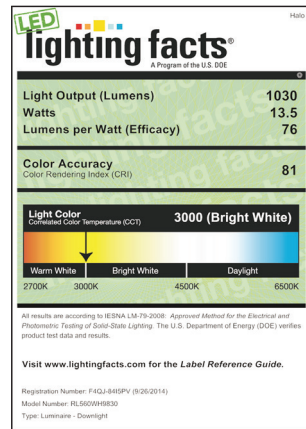 Halo
LED
lighting facts®
A Program of the U.S. DOE
Light Output (Lumens) 1030
Watts 13.5
Lumens per Watt (Efficacy) 76
Color Accuracy 81
Color Rendering Index (CRI)
Light Color 3000 (Bright White)
Correlated Color Temperature (CCT)
Warm White Bright White Daylight
2700K 3000K 4500K 6500K
All results are according to IESNA LM-79-2008: Approved Method for the Electrical and
Photometric Testing of Solid-State Lighting. The U.S. Department of Energy (DOE) verifies
product test data and results.
Visit www.lightingfacts.com for the Label Reference Guide.
Registration Number: F4QJ-84I5PV (9/26/2014)
Model Number: RL560WH9830
Type: Luminaire - Downlight